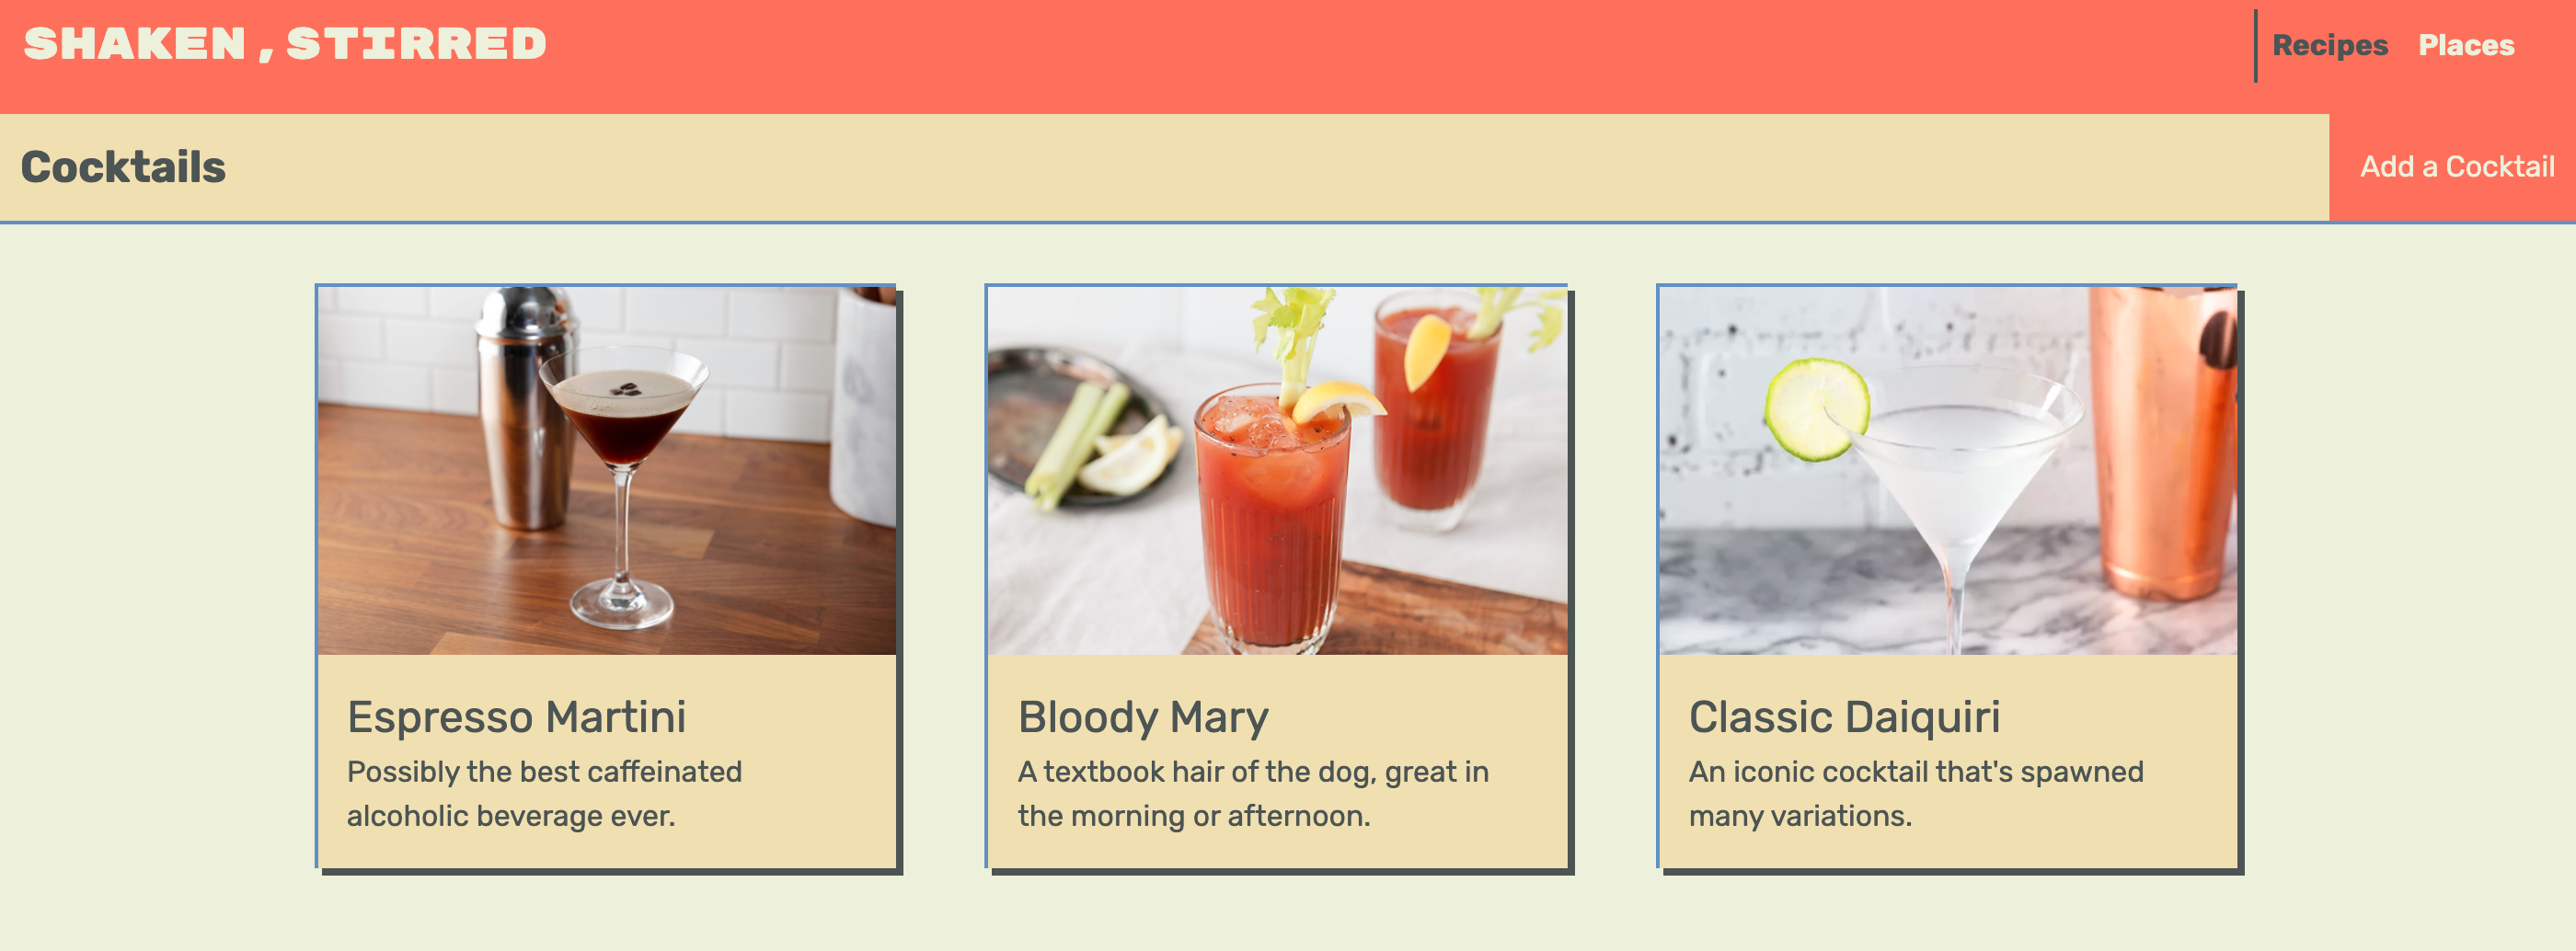 SHAKEN, STIRRED
Recipes
Places
Cocktails
Add a Cocktail
Espresso Martini
Possibly the best caffeinated
alcoholic beverage ever.
Bloody Mary
A textbook hair of the dog, great in
the morning or afternoon.
Classic Daiquiri
An iconic cocktail that's spawned
many variations.